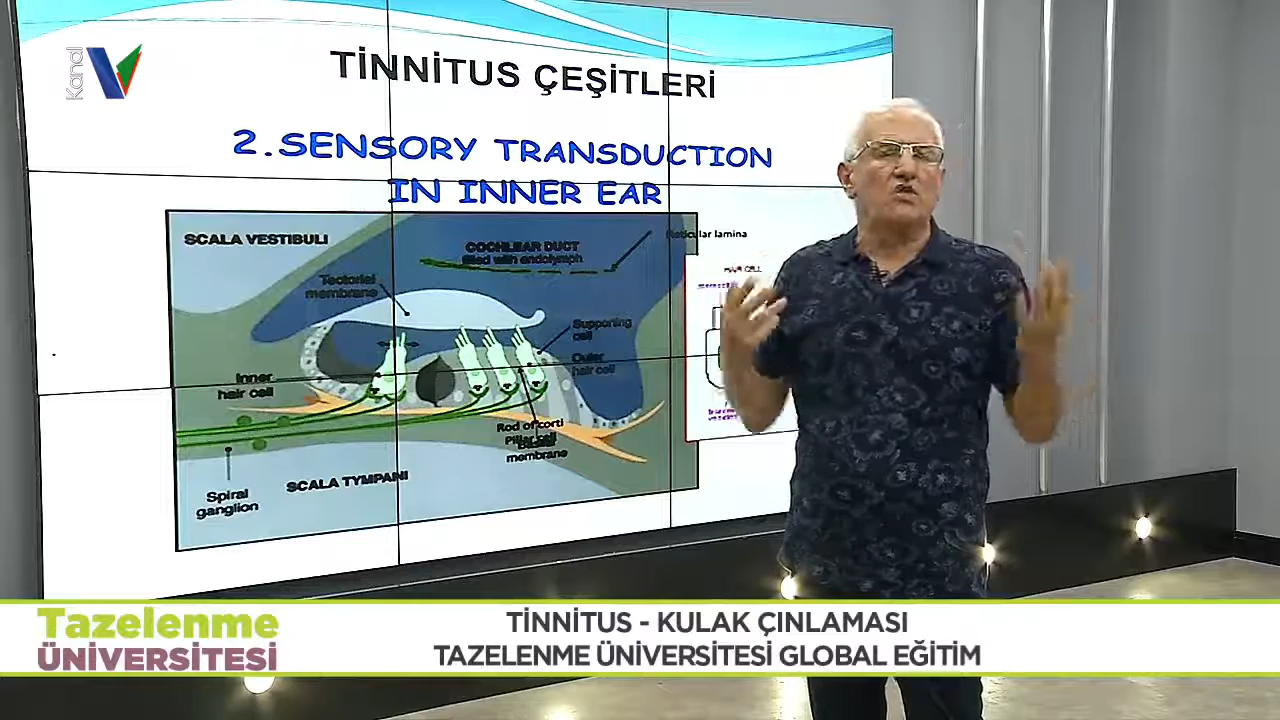 Kanal V
TİNNİTUS ÇEŞİTLERİ
2.SENSORY TRANSDUCTION
IN INNER EAR
SCALA VESTIBULI
COCHLEAR DUCT
filled with endolymph
Reticular lamina
HAIR CELL
Tectorial
membrane
Supporting
cell
Outer
hair cell
Inner
hair cell
Rod of corti
Pillar cell
membrane
SCALA TYMPANI
Spiral
ganglion
Tazelenme
ÜNİVERSİTESİ
TİNNİTUS - KULAK ÇINLAMASI
TAZELENME ÜNİVERSİTESİ GLOBAL EĞİTİM